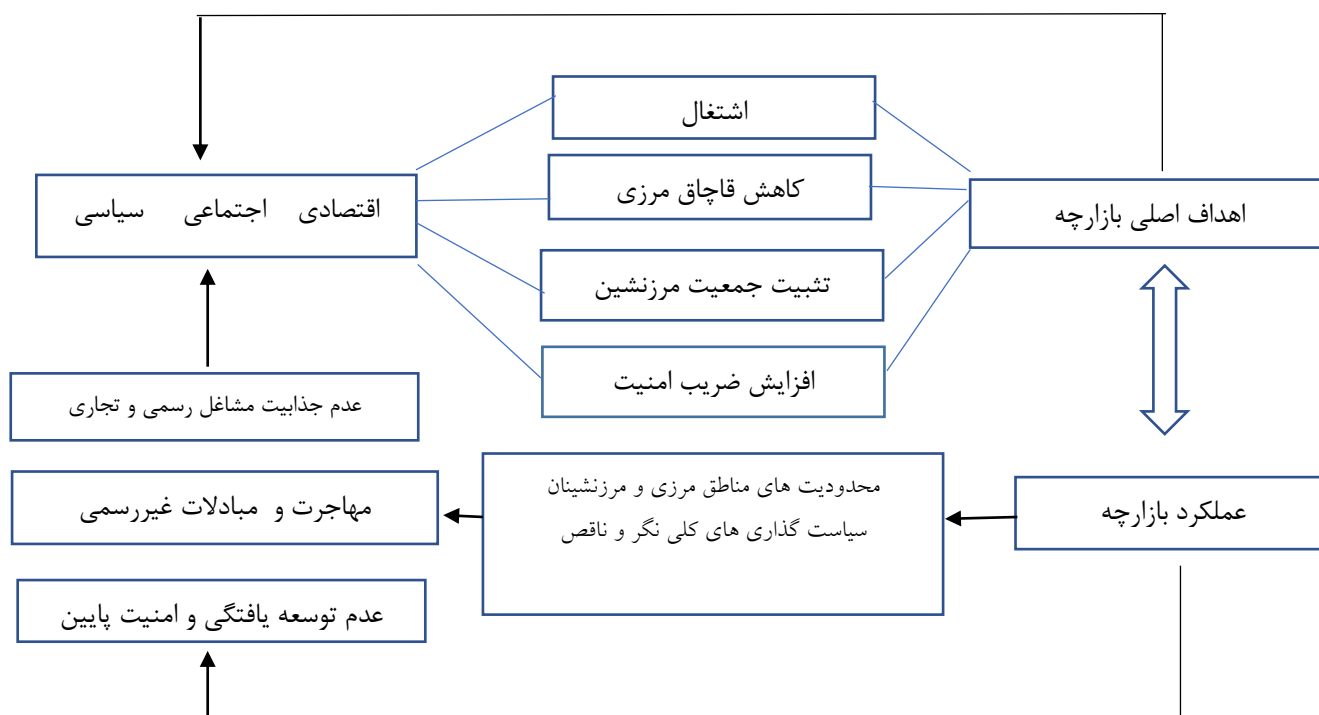 اشتغال
کاهش قاچاق مرزی
اهداف اصلی بازارچه
اقتصادی اجتماعی سیاسی
تثبیت جمعیت مرزنشین
افزایش ضریب امنیت
عدم جذابیت مشاغل رسمی و تجاری
عملکرد بازارچه
محدودیت های مناطق مرزی و مرزنشینان
سیاست گذاری های کلی نگر و ناقص
مهاجرت و مبادلات غیررسمی
عدم توسعه یافتگی و امنیت پایین